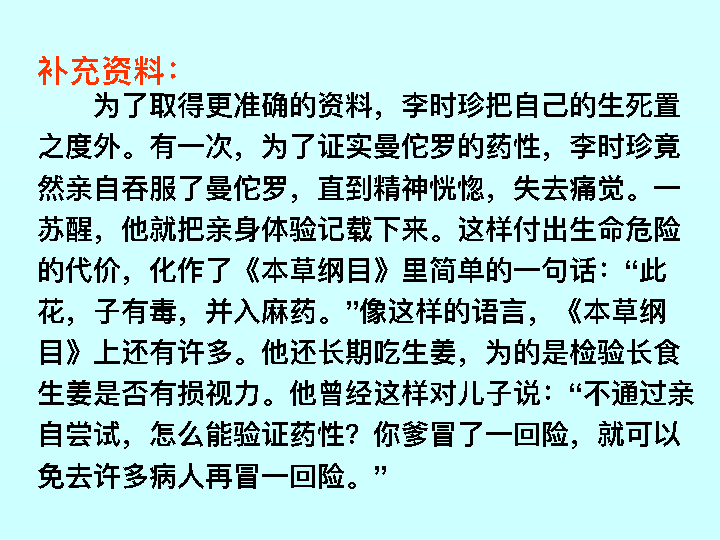 补充资料：
为了取得更准确的资料，李时珍把自己的生死置
之度外。有一次，为了证实曼佗罗的药性，李时珍竟
然亲自吞服了曼佗罗，直到精神恍惚，失去痛觉。一
苏醒，他就把亲身体验记载下来。这样付出生命危险
的代价，化作了《本草纲目》里简单的一句话：“此
花，子有毒，并入麻药。”像这样的语言，《本草纲
目》上还有许多。他还长期吃生姜，为的是检验长食
生姜是否有损视力。他曾经这样对儿子说：“不通过亲
自尝试，怎么能验证药性？你爹冒了一回险，就可以
免去许多病人再冒一回险。”